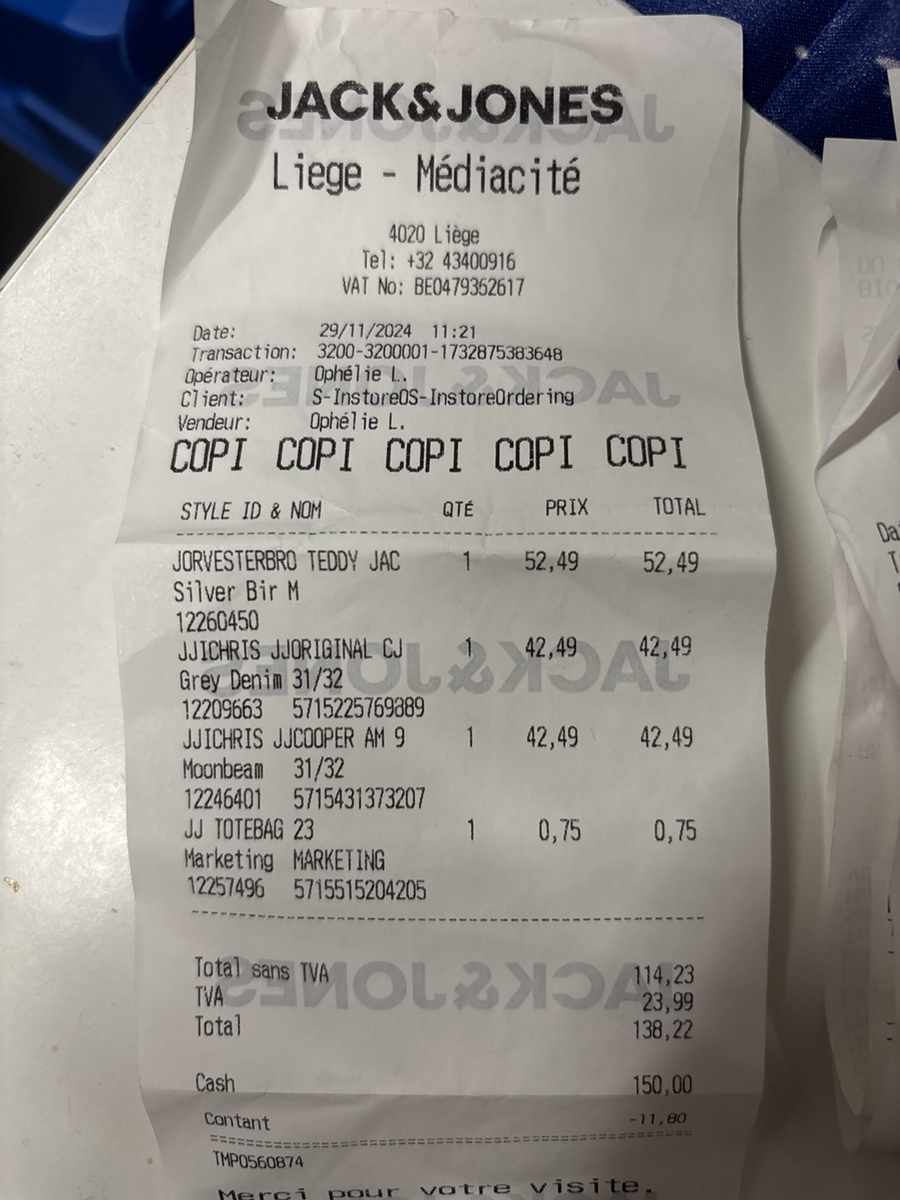 JACK&JONES
Liege - Médiacité
4020 Liège
Tel: +32 43400916
VAT No: BE0479352617
Date: 29/11/2024 11:21
Transaction: 3200-3200001-1732875383648
Opérateur: Ophélie L.
Client: S-InstoreOS-InstoreOrdering
Vendeur: Ophélie L.
COPI COPI COPI COPI COPI
STYLE ID & NOM QTÉ PRIX TOTAL
JORVESTERBRO TEDDY JAC 1 52,49 52,49
Silver Bir M
12260450
JJICHRIS JJORIGINAL CJ 1 42,49 42,49
Grey Denim 31/32
12209663 5715225769889
JJICHRIS JJCOOPER AM 9 1 42,49 42,49
Moonbeam 31/32
12246401 5715431373207
JJ TOTEBAG 23 1 0,75 0,75
Marketing MARKETING
12257496 5715515204205
Total sans TVA 114,23
TVA 23,99
Total 138,22
Cash 150,00
Contant -11,80
TMP0560874
Merci pour votre visite.